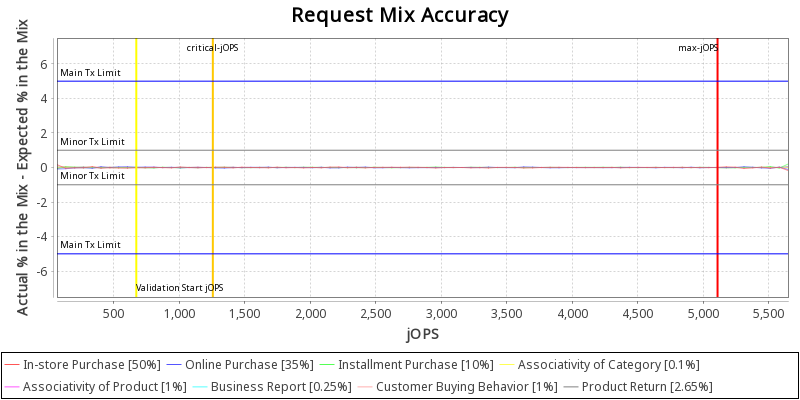 Request Mix Accuracy
Actual % in the Mix - Expected % in the Mix
critical-jOPS
max-jOPS
6
Main Tx Limit
4
2
Minor Tx Limit
0
Minor Tx Limit
-2
-4
Main Tx Limit
-6
Validation Start jOPS
500 1,000 1,500 2,000 2,500 3,000 3,500 4,000 4,500 5,000 5,500
jOPS
In-store Purchase [50%] Online Purchase [35%] Installment Purchase [10%] Associativity of Category [0.1%]
Associativity of Product [1%] Business Report [0.25%] Customer Buying Behavior [1%] Product Return [2.65%]